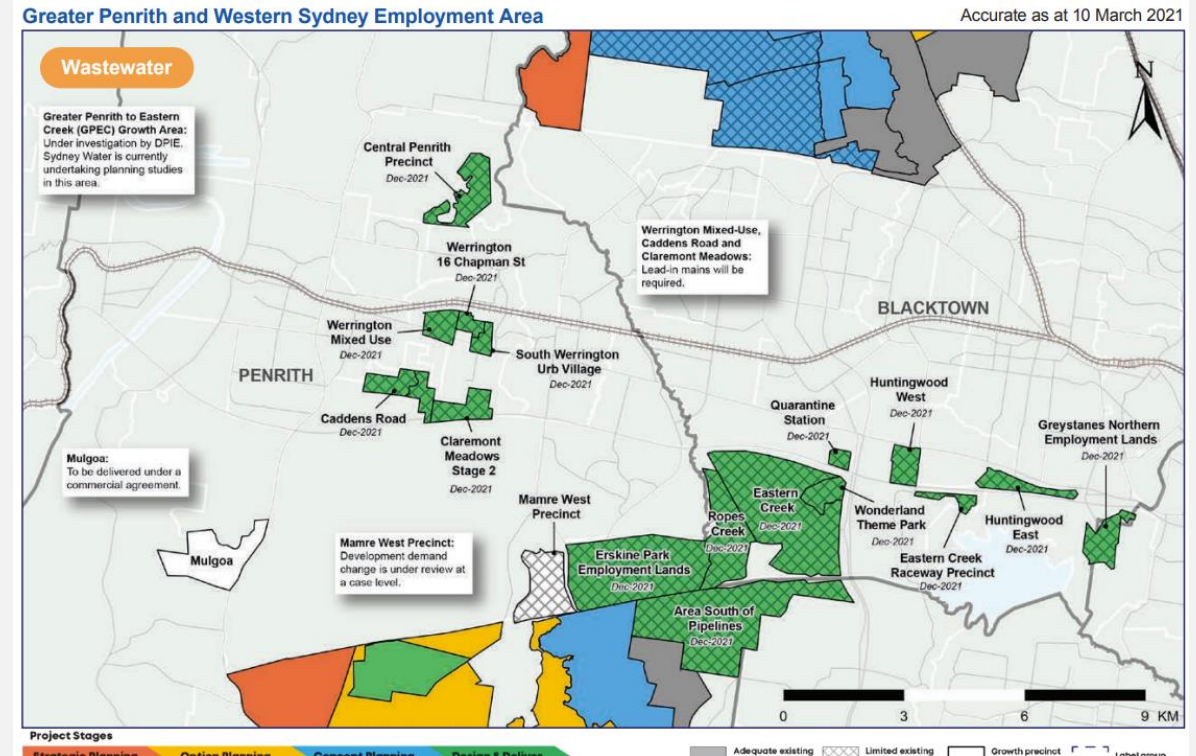 Greater Penrith and Western Sydney Employment Area
Accurate as at 10 March 2021
Wastewater
N
Greater Penrith to Eastern
Creek (GPEC) Growth Area:
Under investigation by DPIE.
Sydney Water is currently
undertaking planning studies
in this area.
Central Penrith
Precinct
Dec-2021
Werrington
16 Chapman St
Dec-2021
Werrington Mixed-Use,
Caddens Road and
Claremont Meadows:
Lead-in mains will be
required.
BLACKTOWN
Werrington
Mixed Use
Dec-2021
South Werrington
Urb Village
Dec-2021
PENRITH
Caddens Road
Dec-2021
Claremont
Meadows
Stage 2
Dec-2021
Huntingwood
West
Dec-2021
Quarantine
Station
Dec-2021
Greystanes Northern
Employment Lands
Dec-2021
Mulgoa:
To be delivered under a
commercial agreement.
Mamre West
Precinct
Eastern
Creek
Dec-2021
Ropes
Creek
Dec-2021
Wonderland
Theme Park
Dec-2021
Huntingwood
East
Dec-2021
Eastern Creek
Raceway Precinct
Dec-2021
Mulgoa
Mamre West Precinct:
Development demand
change is under review at
a case level.
Erskine Park
Employment Lands
Dec-2021
Area South of
Pipelines
Dec-2021
0 3 6 9 KM
Project Stages
Strategic Planning Option Planning Concept Planning Design & Deliver
Adequate existing Limited existing Growth precinct Label group